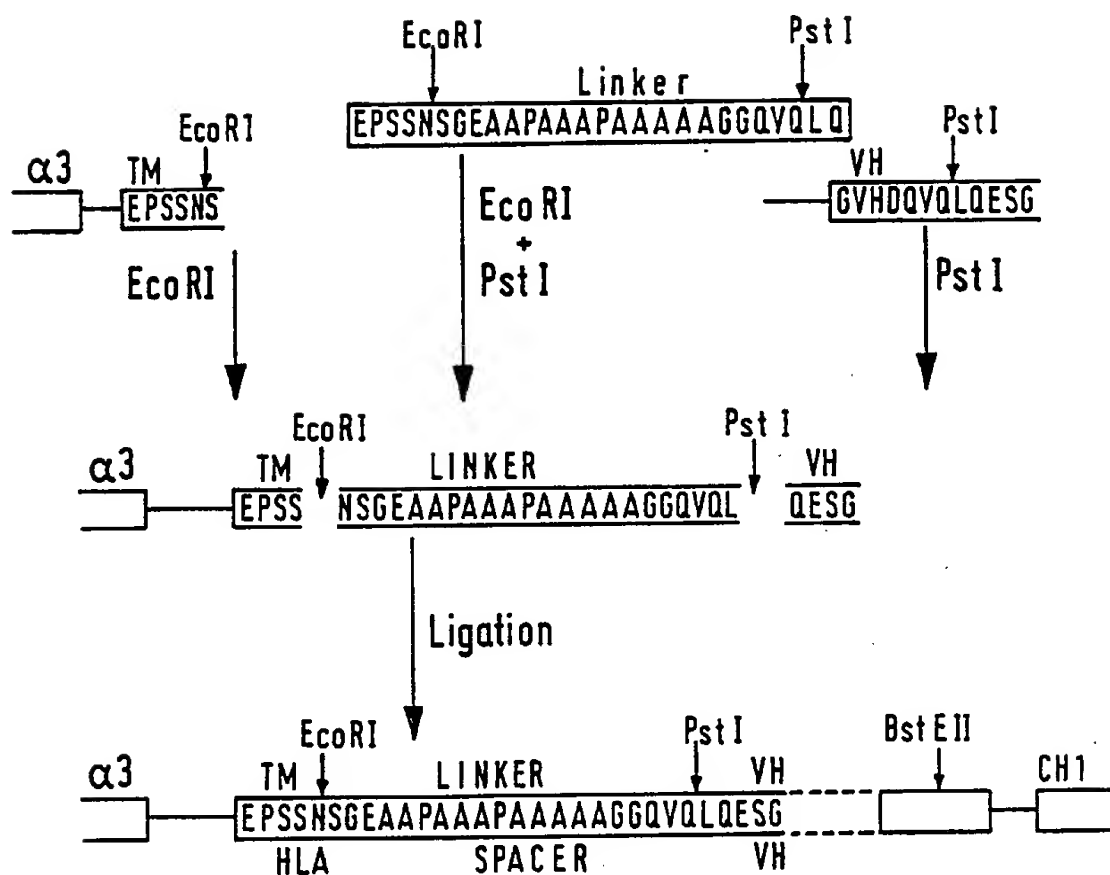 EcoRI
PstI
Linker
EPSSNSGEAAPAAAPAAAAAGGQVQLQ
EcoRI
α3
TM
EPSSNS
PstI
VH
GVHDQVQLQESG
EcoRI
EcoRI
+
PstI
PstI
EcoRI
PstI
α3
TM
LINKER
VH
EPSS
NSGEAAPAAAPAAAAAGGQVQL
QESG
Ligation
EcoRI
PstI
BstEII
α3
TM
LINKER
VH
CH1
EPSSNSGEAAPAAAPAAAAAGGQVQLQESG
HLA
SPACER
VH